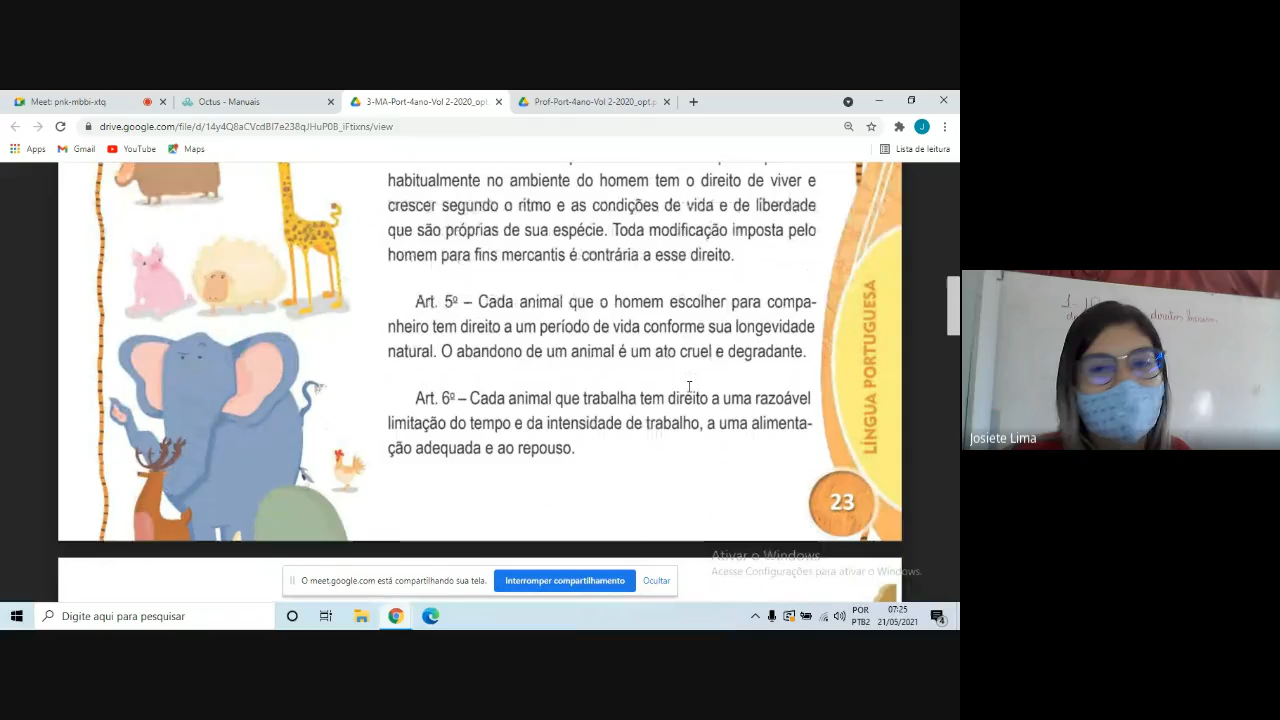 Meet: pnk-mbbi-xtq
Octus - Manuais
3-MA-Port-4ano-Vol 2-2020_opt.
Prof-Port-4ano-Vol 2-2020_opt.p
drive.google.com/file/d/14y4Q8aCVcdBI7e238qJHuP0B_iFtixns/view
Apps
Gmail
YouTube
Maps
Lista de leitura
habitualmente no ambiente do homem tem o direito de viver e
crescer segundo o ritmo e as condições de vida e de liberdade
que são próprias de sua espécie. Toda modificação imposta pelo
homem para fins mercantis é contrária a esse direito.
Art. 5º – Cada animal que o homem escolher para compa-
nheiro tem direito a um período de vida conforme sua longevidade
natural. O abandono de um animal é um ato cruel e degradante.
Art. 6º – Cada animal que trabalha tem direito a uma razoável
limitação do tempo e da intensidade de trabalho, a uma alimenta-
ção adequada e ao repouso.
LÍNGUA PORTUGUESA
23
Ativar o Windows
Acesse Configurações para ativar o Windows.
O meet.google.com está compartilhando sua tela.
Interromper compartilhamento
Ocultar
Digite aqui para pesquisar
POR
PTB2
07:25
21/05/2021
4
J
1-
direitos
Josiete Lima